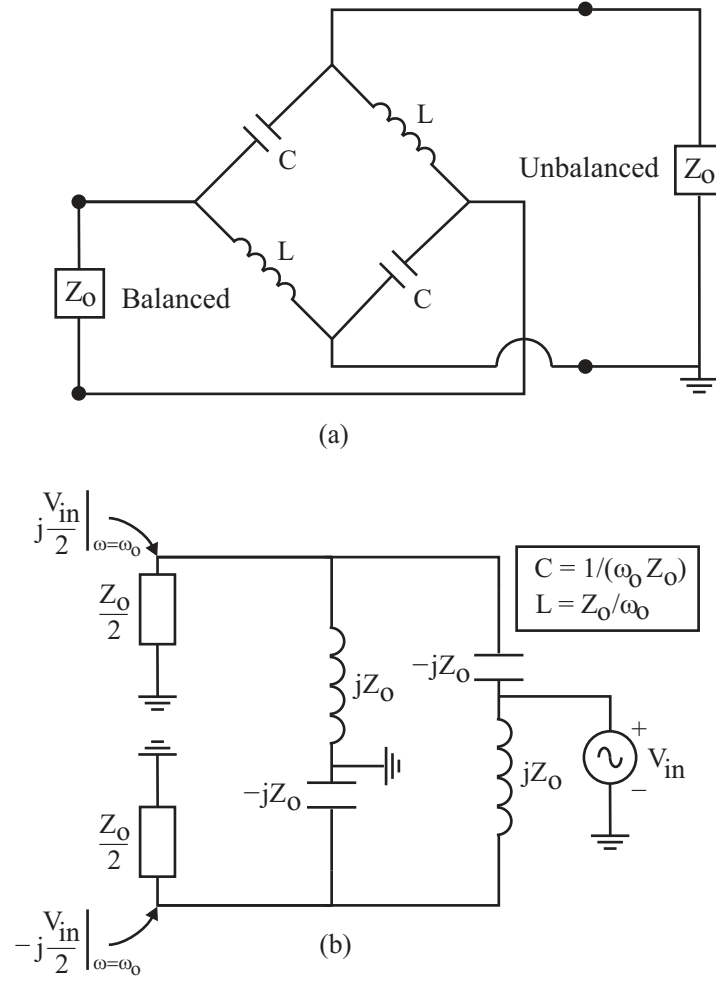 L
C
Unbalanced
Zo
L
C
Zo
Balanced
(a)
j Vin/2 |ω=ωo
Zo/2
jZo
−jZo
C = 1/(ωo Zo)
L = Zo/ωo
−jZo
jZo
+
Vin
−
Zo/2
−j Vin/2 |ω=ωo
(b)